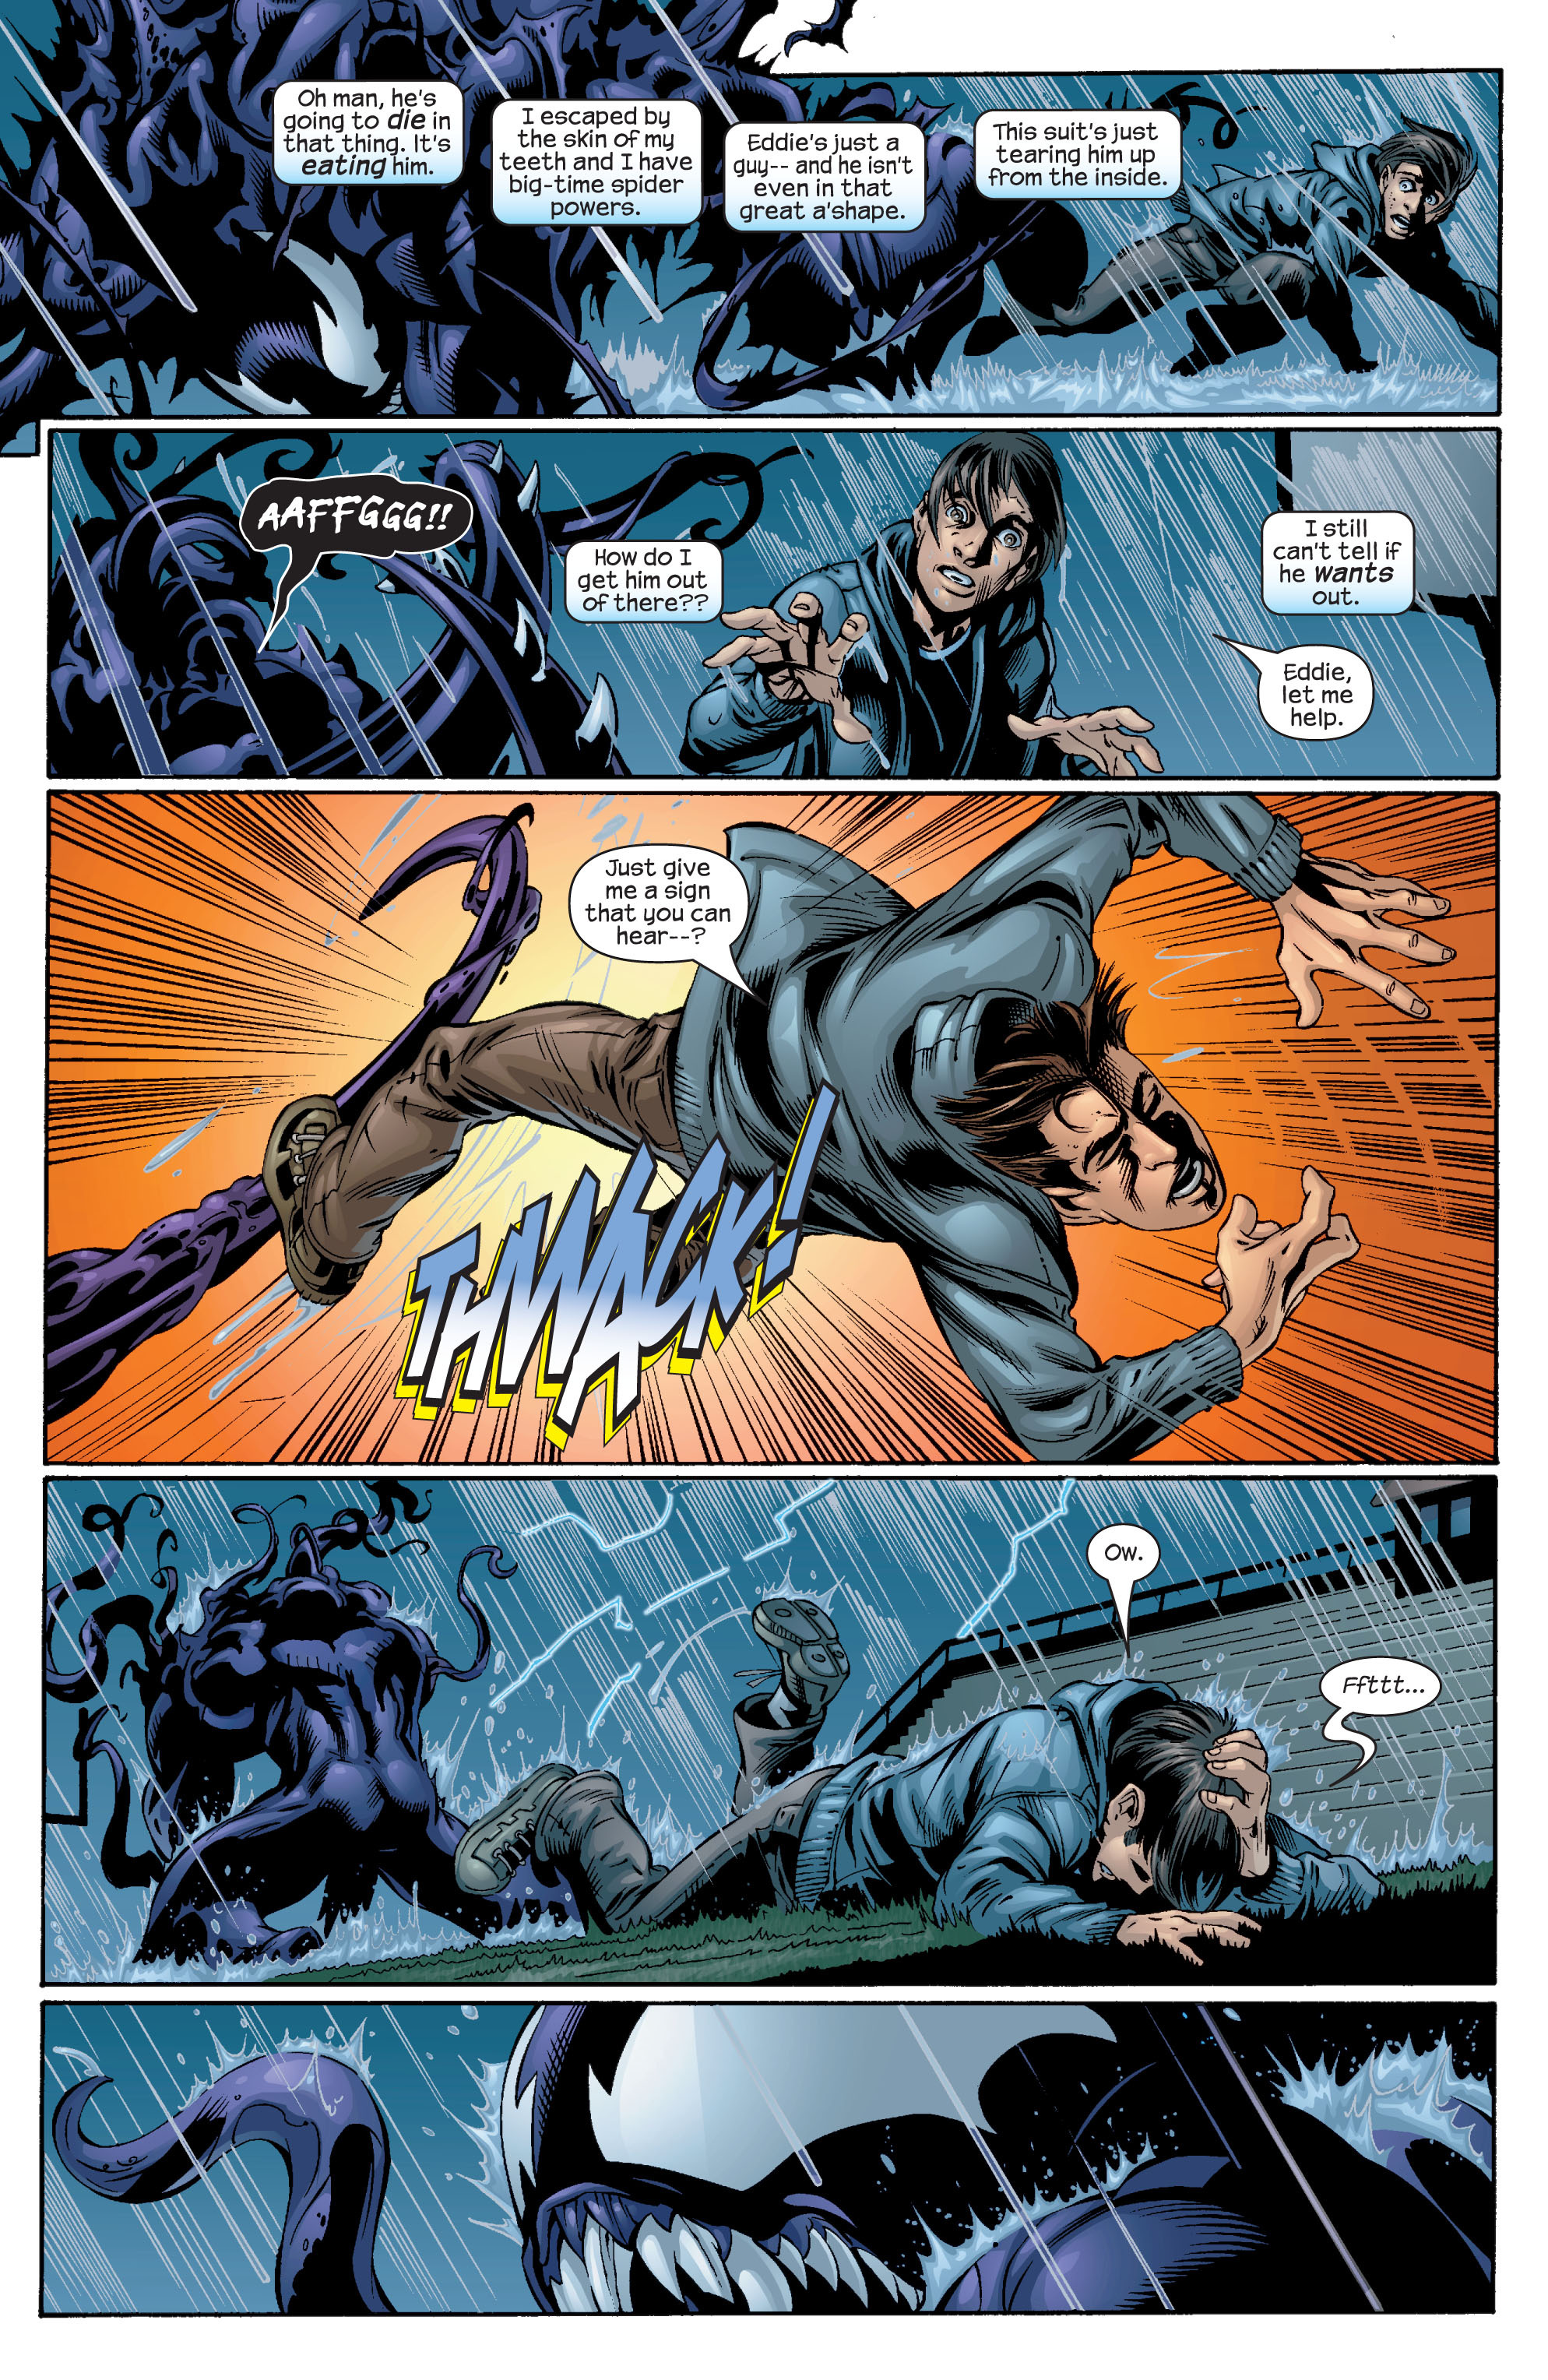 Oh man, he's
going to die in
that thing. It's
eating him.
I escaped by
the skin of my
teeth and I have
big-time spider
powers.
Eddie's just a
guy-- and he isn't
even in that
great a'shape.
This suit's just
tearing him up
from the inside.
AAFFGGG!!
How do I
get him out
of there??
I still
can't tell if
he wants
out.
Eddie,
let me
help.
Just give
me a sign
that you can
hear--?
THWACK!
Ow.
Ffttt...